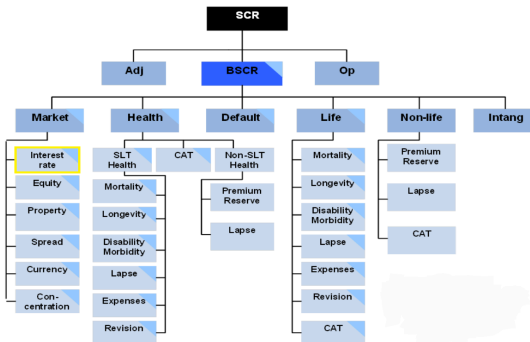 SCR
Adj
BSCR
Op
Market
Health
Default
Life
Non-life
Intang
Interest
rate
Equity
Property
Spread
Currency
Con-
centration
SLT
Health
CAT
Non-SLT
Health
Mortality
Longevity
Disability
Morbidity
Lapse
Expenses
Revision
Premium
Reserve
Lapse
Mortality
Longevity
Disability
Morbidity
Lapse
Expenses
Revision
CAT
Premium
Reserve
Lapse
CAT